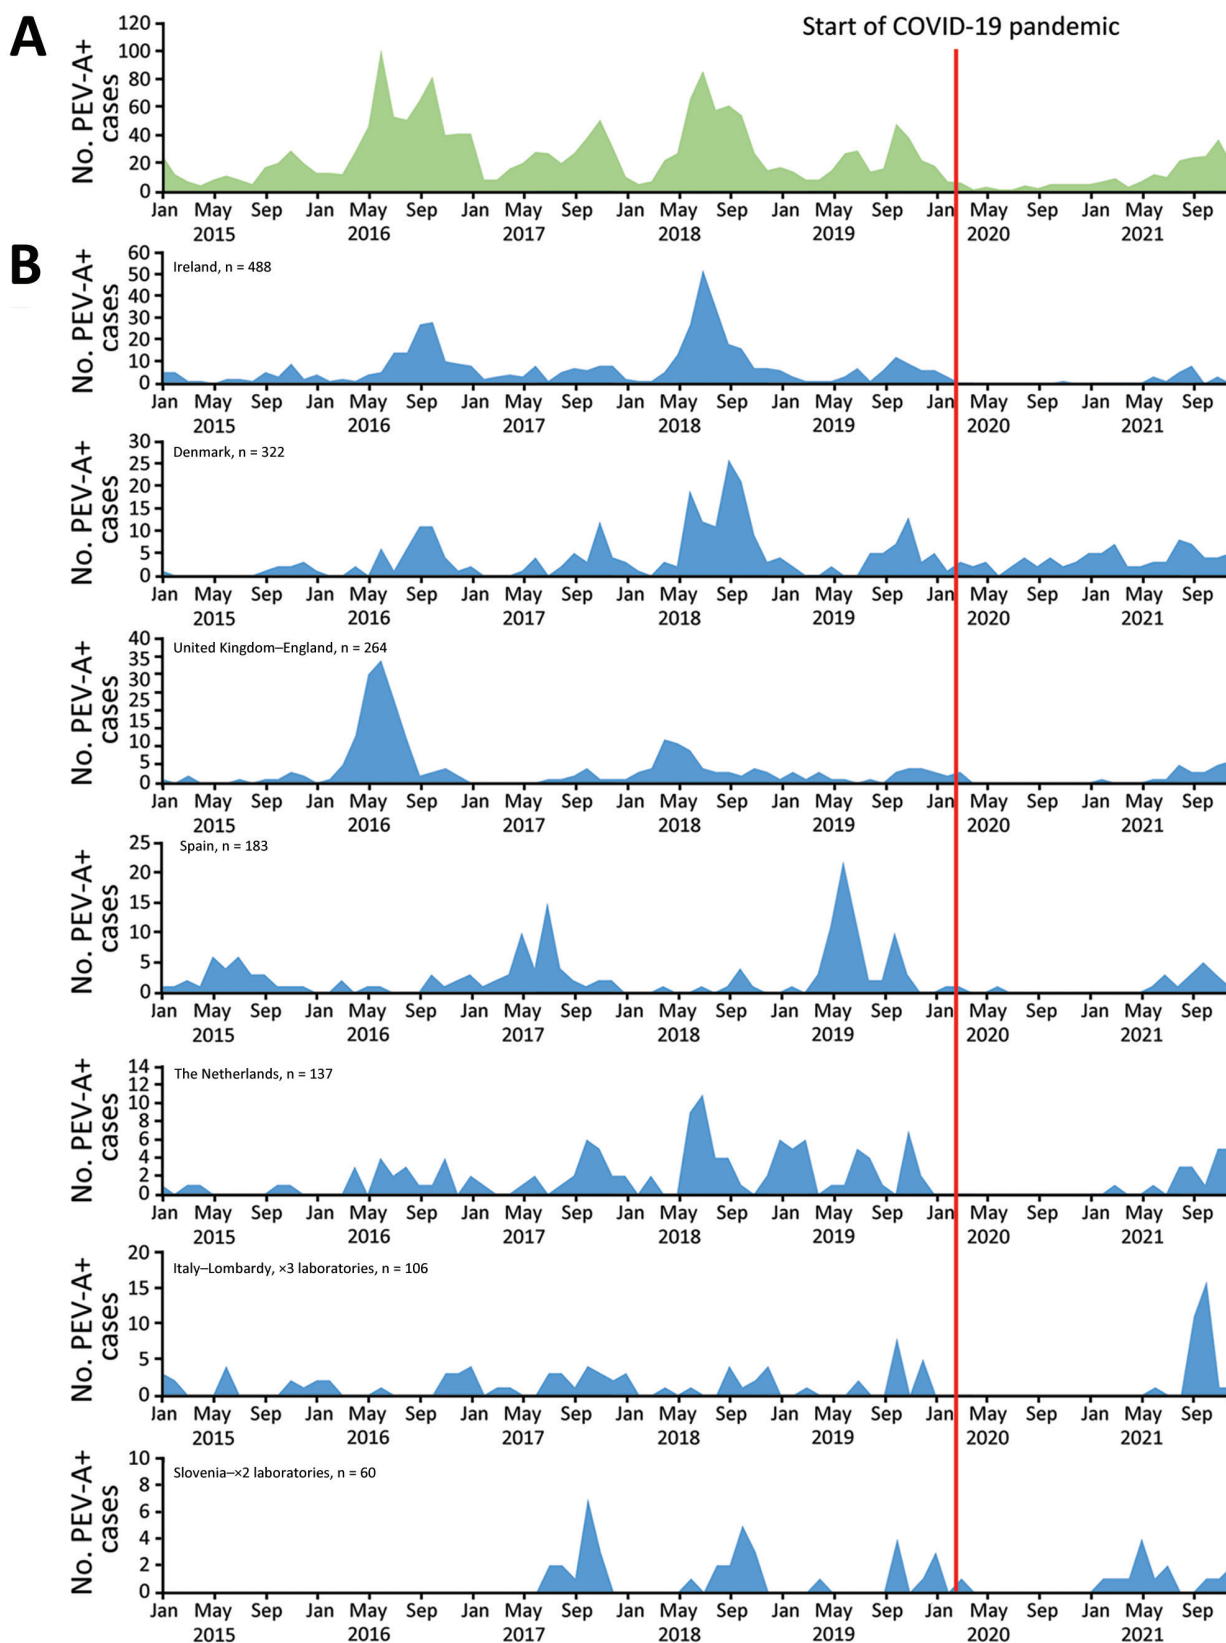 A
Start of COVID-19 pandemic
No. PEV-A+
cases
120
100
80
60
40
20
0
Jan May Sep Jan May Sep Jan May Sep Jan May Sep Jan May Sep Jan May Sep Jan May Sep
2015 2016 2017 2018 2019 2020 2021
B
Ireland, n = 488
No. PEV-A+
cases
60
50
40
30
20
10
0
Jan May Sep Jan May Sep Jan May Sep Jan May Sep Jan May Sep Jan May Sep Jan May Sep
2015 2016 2017 2018 2019 2020 2021
Denmark, n = 322
No. PEV-A+
cases
30
25
20
15
10
5
0
Jan May Sep Jan May Sep Jan May Sep Jan May Sep Jan May Sep Jan May Sep Jan May Sep
2015 2016 2017 2018 2019 2020 2021
United Kingdom–England, n = 264
No. PEV-A+
cases
40
35
30
25
20
15
10
5
0
Jan May Sep Jan May Sep Jan May Sep Jan May Sep Jan May Sep Jan May Sep Jan May Sep
2015 2016 2017 2018 2019 2020 2021
Spain, n = 183
No. PEV-A+
cases
25
20
15
10
5
0
Jan May Sep Jan May Sep Jan May Sep Jan May Sep Jan May Sep Jan May Sep Jan May Sep
2015 2016 2017 2018 2019 2020 2021
The Netherlands, n = 137
No. PEV-A+
cases
14
12
10
8
6
4
2
0
Jan May Sep Jan May Sep Jan May Sep Jan May Sep Jan May Sep Jan May Sep Jan May Sep
2015 2016 2017 2018 2019 2020 2021
Italy–Lombardy, ×3 laboratories, n = 106
No. PEV-A+
cases
20
15
10
5
0
Jan May Sep Jan May Sep Jan May Sep Jan May Sep Jan May Sep Jan May Sep Jan May Sep
2015 2016 2017 2018 2019 2020 2021
Slovenia–×2 laboratories, n = 60
No. PEV-A+
cases
10
8
6
4
2
0
Jan May Sep Jan May Sep Jan May Sep Jan May Sep Jan May Sep Jan May Sep Jan May Sep
2015 2016 2017 2018 2019 2020 2021